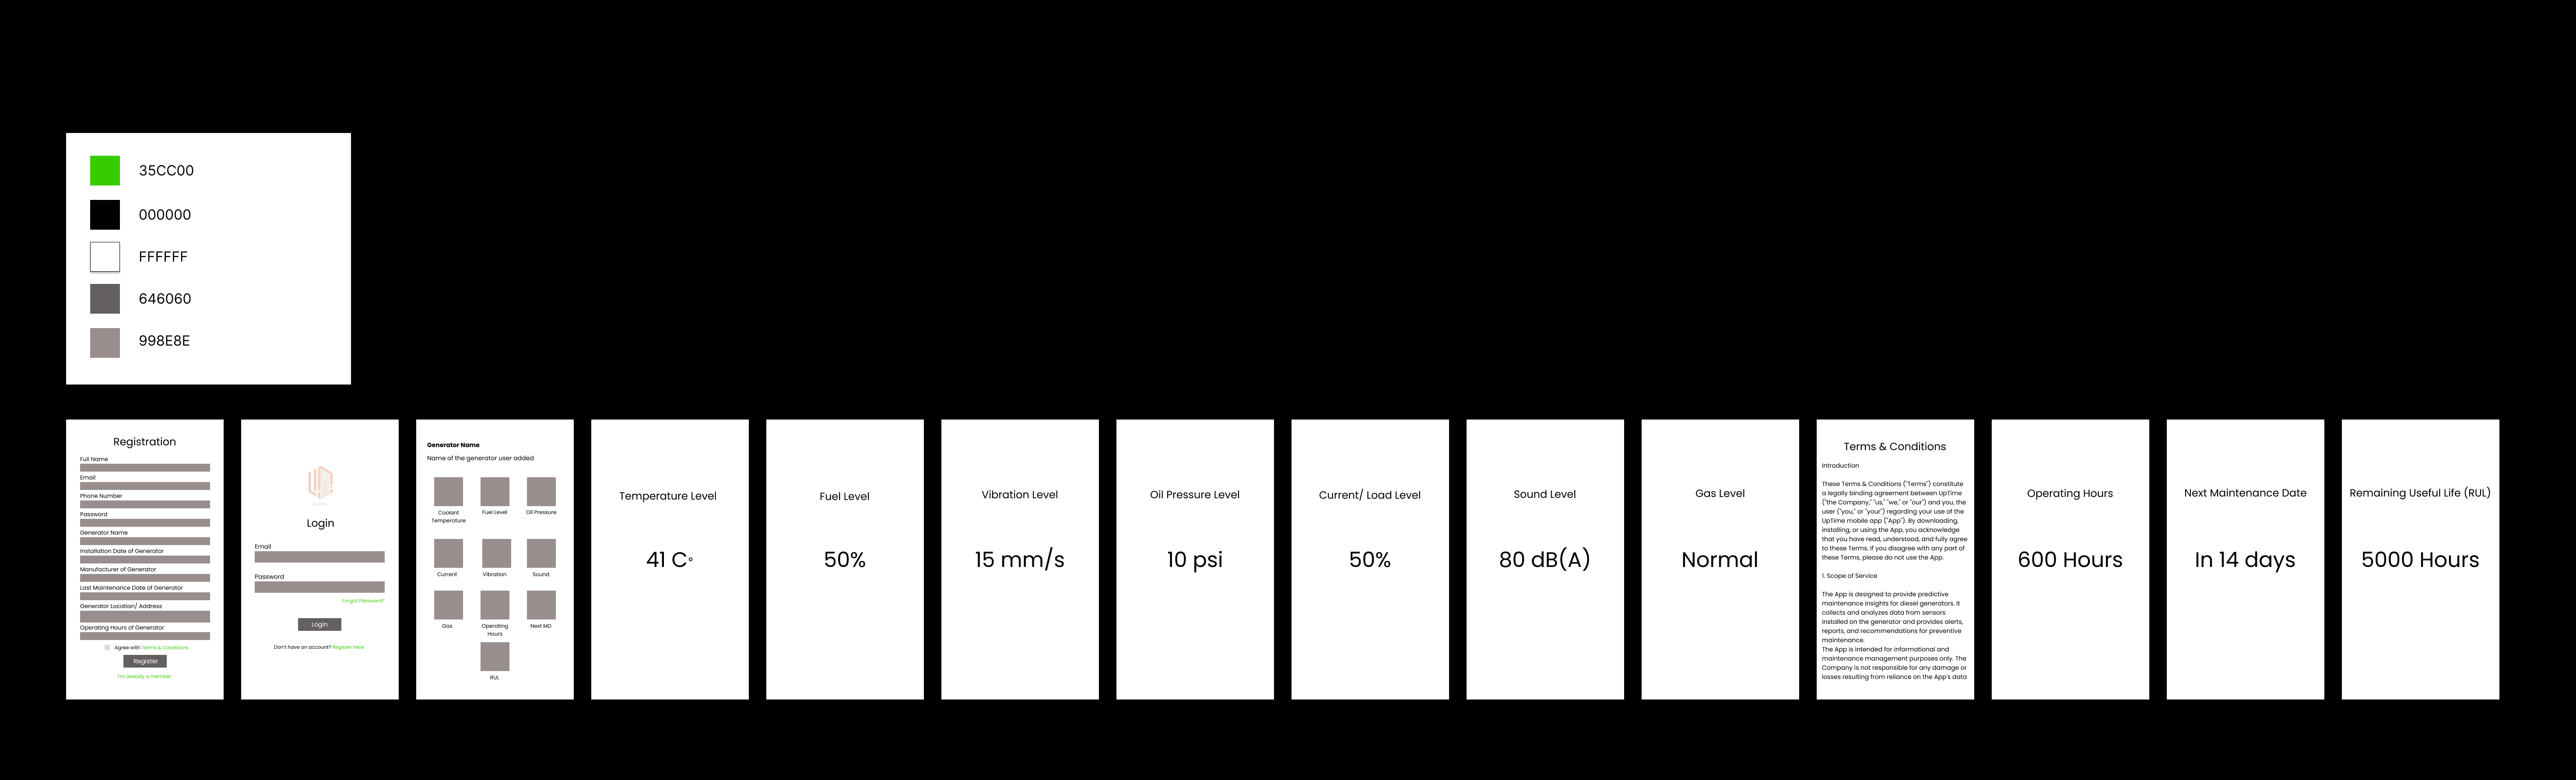 35CC00
000000
FFFFFF
646060
998E8E
Registration
Full Name
Email
Phone Number
Password
Generator Name
Installation Date of Generator
Manufacturer of Generator
Last Maintenance Date of Generator
Generator Location/ Address
Operating Hours of Generator
Agree with Terms & Conditions
Register
I'm already a member
Login
Email
Password
Forgot Password?
Login
Don't have an account? Register here
Generator Name
Name of the generator user added
Coolant
Temperature
Fuel Level
Oil Pressure
Current
Vibration
Sound
Gas
Operating
Hours
Next MD
RUL
Temperature Level
41 C°
Fuel Level
50%
Vibration Level
15 mm/s
Oil Pressure Level
10 psi
Current/ Load Level
50%
Sound Level
80 dB(A)
Gas Level
Normal
Terms & Conditions
Introduction
These Terms & Conditions ("Terms") constitute
a legally binding agreement between UpTime
("the Company," "us," "we," or "our") and you, the
user ("you," or "your") regarding your use of the
UpTime mobile app ("App"). By downloading,
installing, or using the App, you acknowledge
that you have read, understood, and fully agree
to these Terms. If you disagree with any part of
these Terms, please do not use the App.
1. Scope of Service
The App is designed to provide predictive
maintenance insights for diesel generators. It
collects and analyzes data from sensors
installed on the generator and provides alerts,
reports, and recommendations for preventive
maintenance.
The App is intended for informational and
maintenance management purposes only. The
Company is not responsible for any damage or
losses resulting from reliance on the App's data
Operating Hours
600 Hours
Next Maintenance Date
In 14 days
Remaining Useful Life (RUL)
5000 Hours